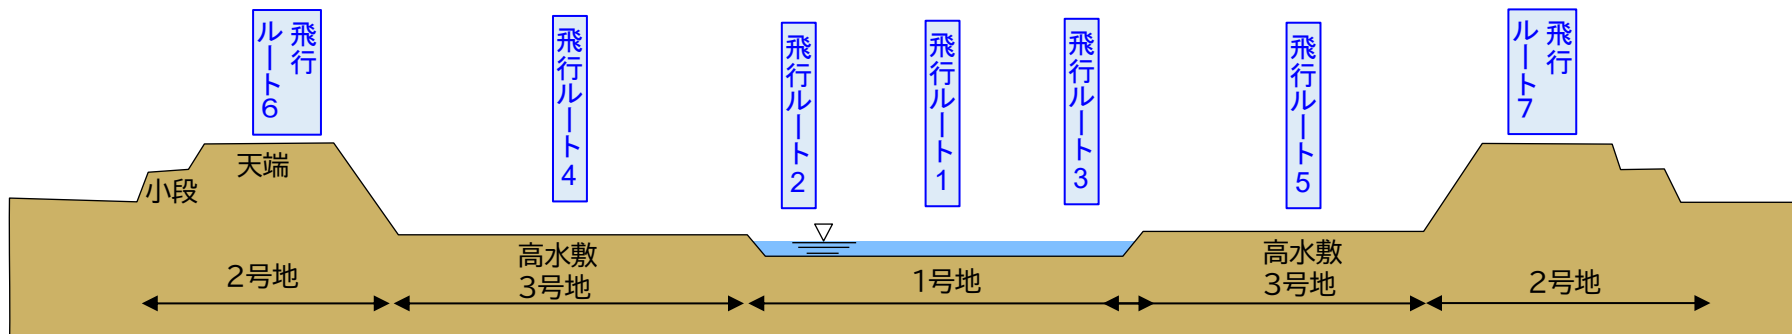 飛行ルート6
飛行ルート4
飛行ルート2
飛行ルート1
飛行ルート3
飛行ルート5
飛行ルート7
天端
小段
高水敷
3号地
2号地
1号地
高水敷
3号地
2号地